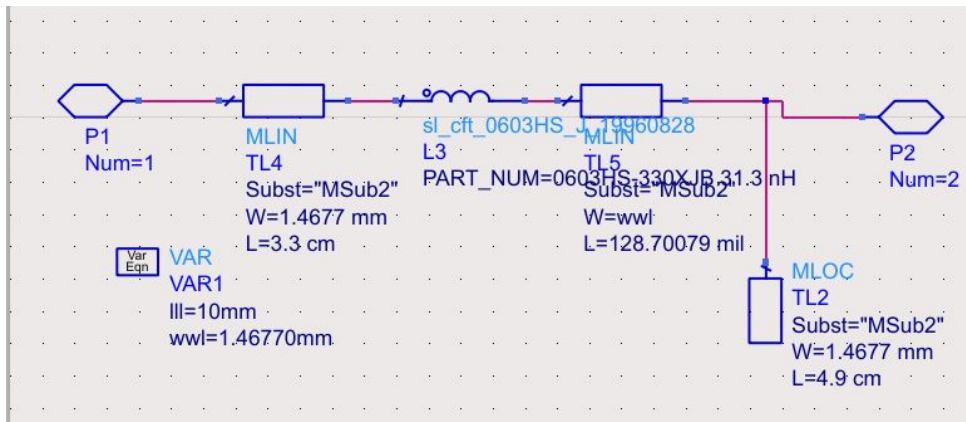 P1
Num=1
MLIN
TL4
Subst="MSub2"
W=1.4677 mm
L=3.3 cm
sl_cft_0603HS_J_19960828
L3
PART_NUM=0603HS-330XJB 31.3 nH
MLIN
TL5
Subst="MSub2"
W=wwl
L=128.70079 mil
P2
Num=2
Var
Eqn
VAR
VAR1
lll=10mm
wwl=1.46770mm
MLOC
TL2
Subst="MSub2"
W=1.4677 mm
L=4.9 cm